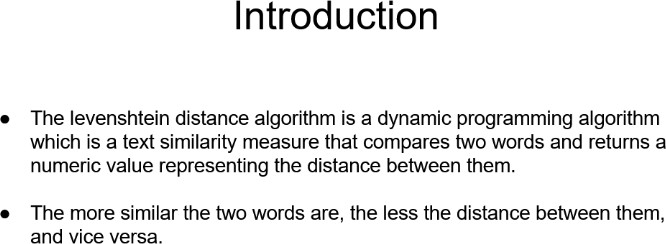 Introduction
● The levenshtein distance algorithm is a dynamic programming algorithm
which is a text similarity measure that compares two words and returns a
numeric value representing the distance between them.
● The more similar the two words are, the less the distance between them,
and vice versa.